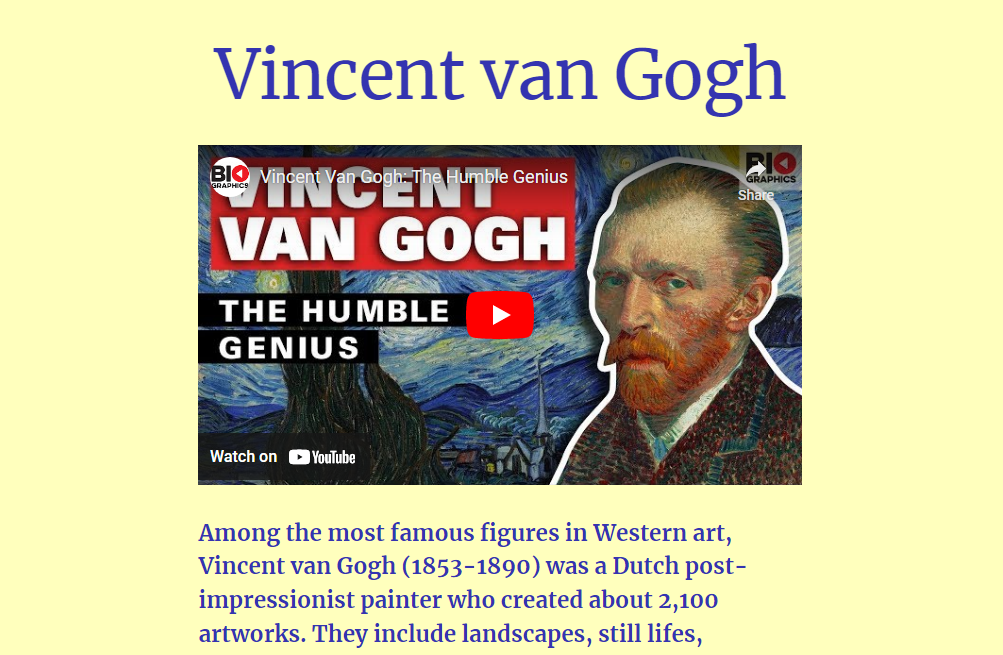 Vincent van Gogh
BIO
GRAPHICS
Vincent Van Gogh: The Humble Genius
BIO
GRAPHICS
Share
VINCENT
VAN GOGH
THE HUMBLE
GENIUS
Watch on YouTube
Among the most famous figures in Western art,
Vincent van Gogh (1853-1890) was a Dutch post-
impressionist painter who created about 2,100
artworks. They include landscapes, still lifes,